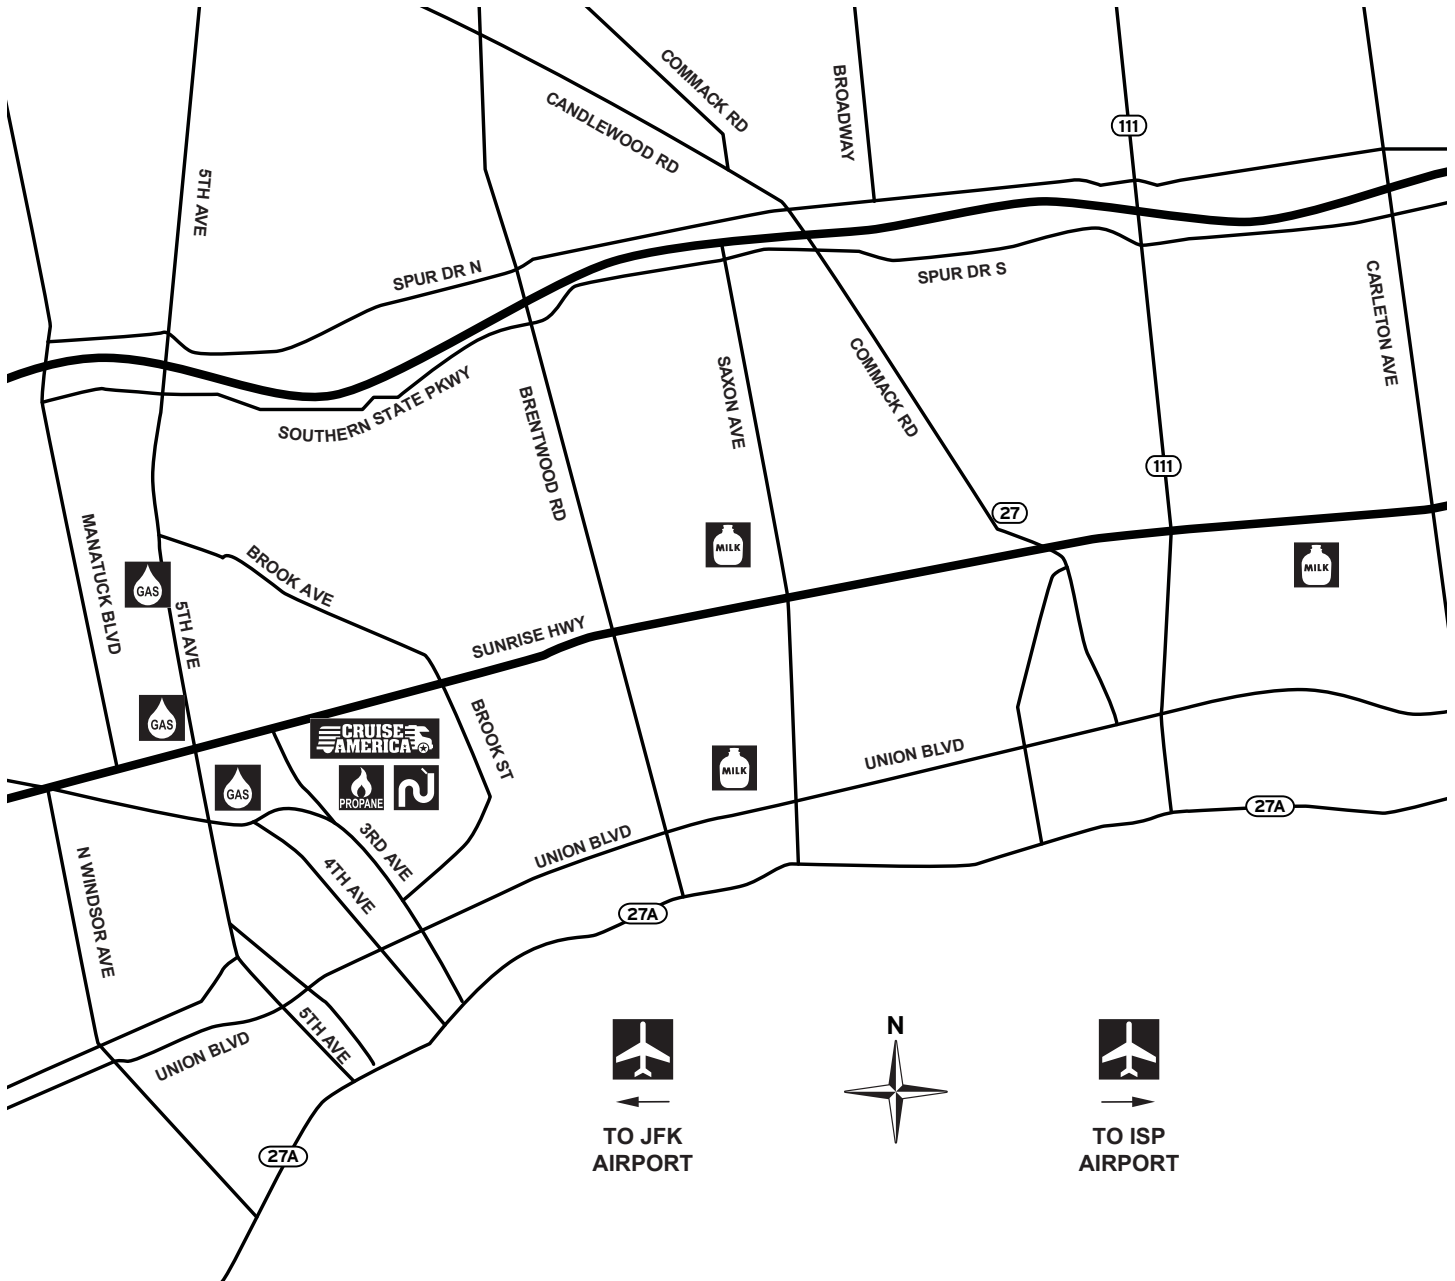 COMMACK RD
BROADWAY
CANDLEWOOD RD
111
5TH AVE
SPUR DR N
SPUR DR S
CARLETON AVE
SOUTHERN STATE PKWY
SAXON AVE
COMMACK RD
BRENTWOOD RD
111
27
MANATUCK BLVD
BROOK AVE
MILK
MILK
GAS
5TH AVE
SUNRISE HWY
GAS
CRUISE
AMERICA
BROOK ST
UNION BLVD
MILK
GAS
PROPANE
27A
3RD AVE
UNION BLVD
4TH AVE
N WINDSOR AVE
27A
5TH AVE
UNION BLVD
N
27A
TO JFK
AIRPORT
TO ISP
AIRPORT